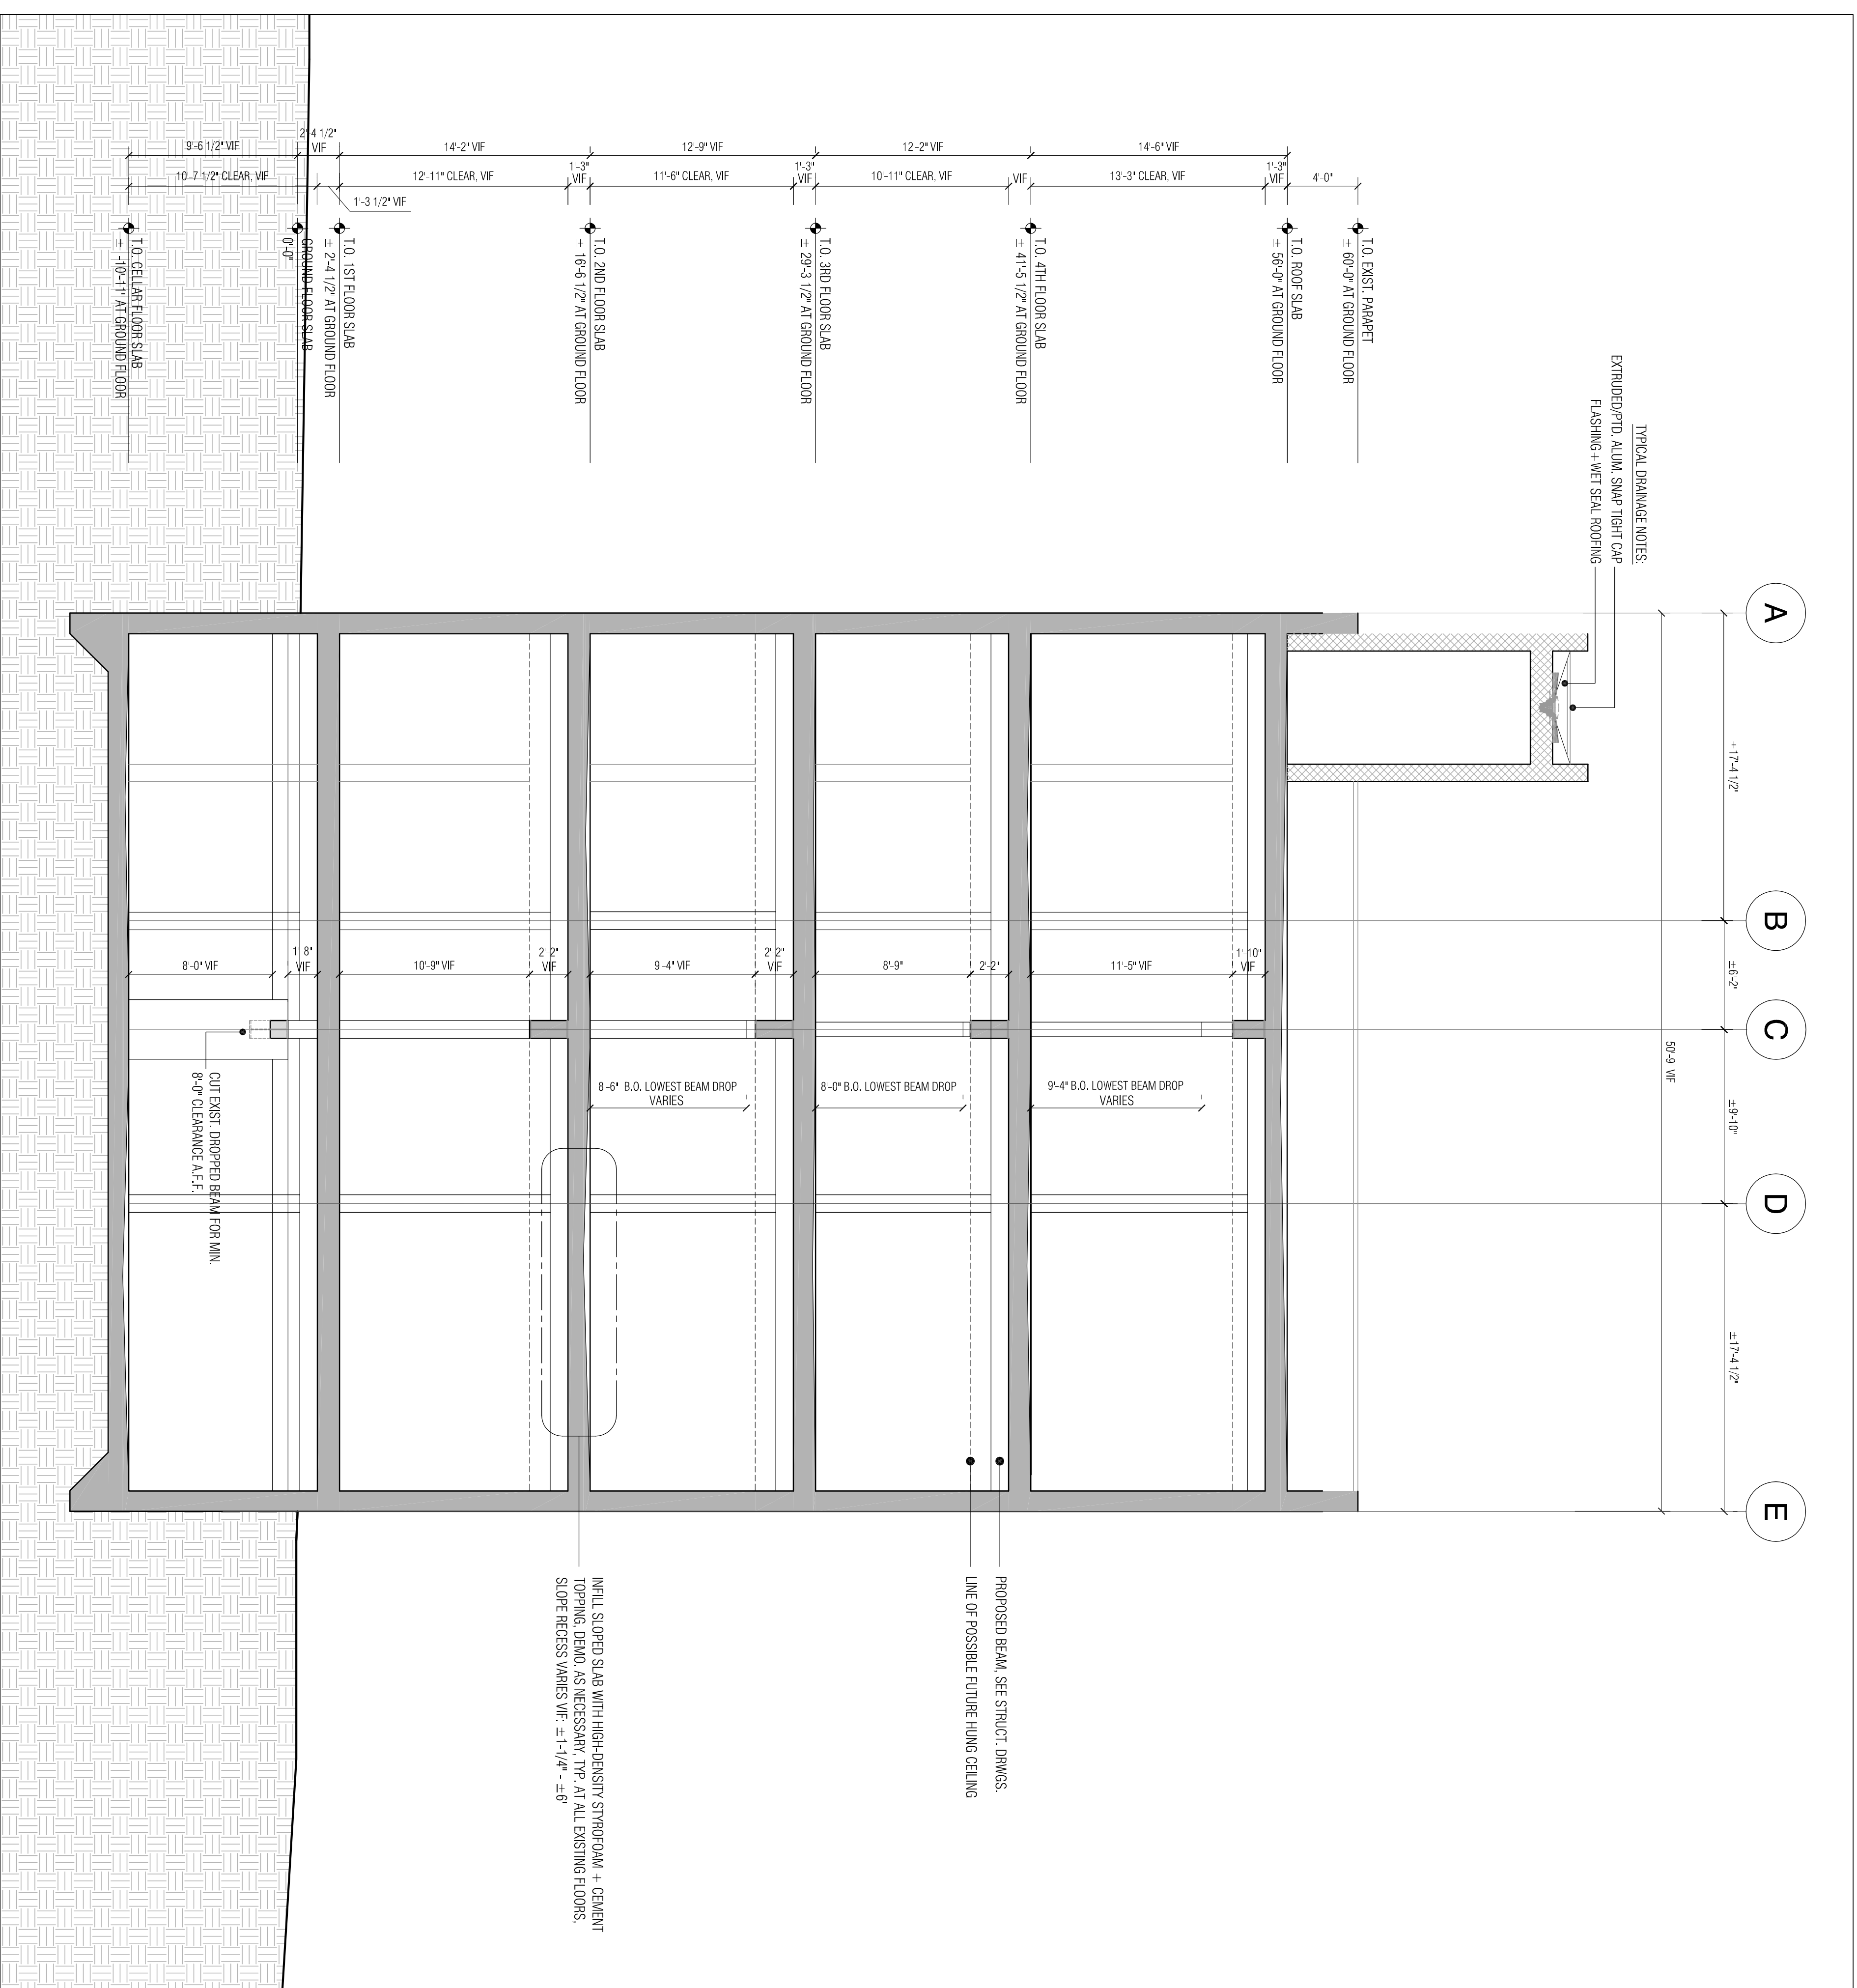 A
B
C
D
E
±17'-4 1/2"
±6'-2"
±9'-10"
±17'-4 1/2"
50'-9" VIF
TYPICAL DRAINAGE NOTES:
EXTRUDED/PTD. ALUM. SNAP TIGHT CAP
FLASHING + WET SEAL ROOFING
T.O. EXIST. PARAPET
± 60'-0" AT GROUND FLOOR
T.O. ROOF SLAB
± 56'-0" AT GROUND FLOOR
T.O. 4TH FLOOR SLAB
± 41'-5 1/2" AT GROUND FLOOR
T.O. 3RD FLOOR SLAB
± 29'-3 1/2" AT GROUND FLOOR
T.O. 2ND FLOOR SLAB
± 16'-6 1/2" AT GROUND FLOOR
T.O. 1ST FLOOR SLAB
± 2'-4 1/2" AT GROUND FLOOR
GROUND FLOOR SLAB
0'-0"
T.O. CELLAR FLOOR SLAB
± -10'-11" AT GROUND FLOOR
4'-0"
14'-6" VIF
1'-3"
VIF
13'-3" CLEAR, VIF
12'-2" VIF
VIF
10'-11" CLEAR, VIF
12'-9" VIF
1'-3"
VIF
11'-6" CLEAR, VIF
14'-2" VIF
1'-3"
VIF
12'-11" CLEAR, VIF
2'-4 1/2"
VIF
9'-6 1/2" VIF
10'-7 1/2" CLEAR, VIF
1'-3 1/2" VIF
1'-10"
VIF
11'-5" VIF
2'-2"
8'-9"
2'-2"
VIF
9'-4" VIF
2'-2"
VIF
10'-9" VIF
1'-8"
VIF
8'-0" VIF
9'-4" B.O. LOWEST BEAM DROP
VARIES
8'-0" B.O. LOWEST BEAM DROP
8'-6" B.O. LOWEST BEAM DROP
VARIES
CUT EXIST. DROPPED BEAM FOR MIN.
8'-0" CLEARANCE A.F.F.
PROPOSED BEAM, SEE STRUCT. DRWGS.
LINE OF POSSIBLE FUTURE HUNG CEILING
INFILL SLOPED SLAB WITH HIGH-DENSITY STYROFOAM + CEMENT
TOPPING, DEMO. AS NECESSARY, TYP. AT ALL EXISTING FLOORS,
SLOPE RECESS VARIES VIF: ±1-1/4" - ±6"